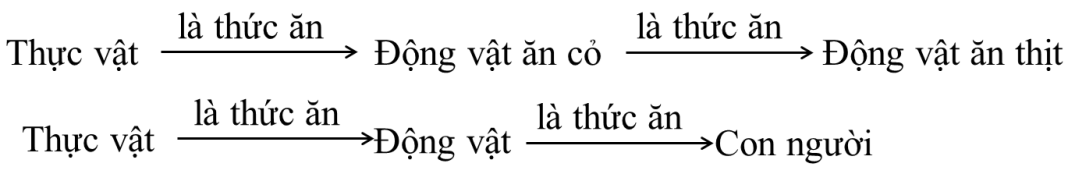 là thức ăn là thức ăn
Thực vật Động vật ăn cỏ Động vật ăn thịt
là thức ăn là thức ăn
Thực vật Động vật Con người